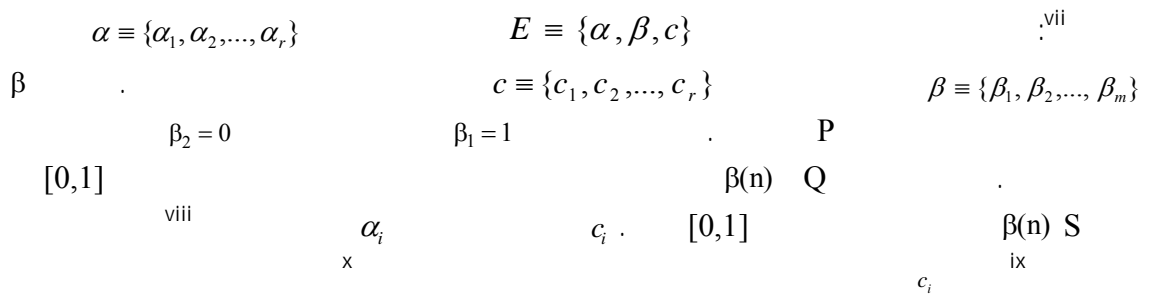 :vii E ≡ {α, β, c} α ≡ {α₁, α₂,..., αᵣ}
β ≡ {β₁, β₂,..., βₘ} c ≡ {c₁, c₂,..., cᵣ} . β
P . β₁ = 1 β₂ = 0
. Q β(n) [0,1]
S β(n) [0,1] . cᵢ αᵢ viii
cᵢ ix x